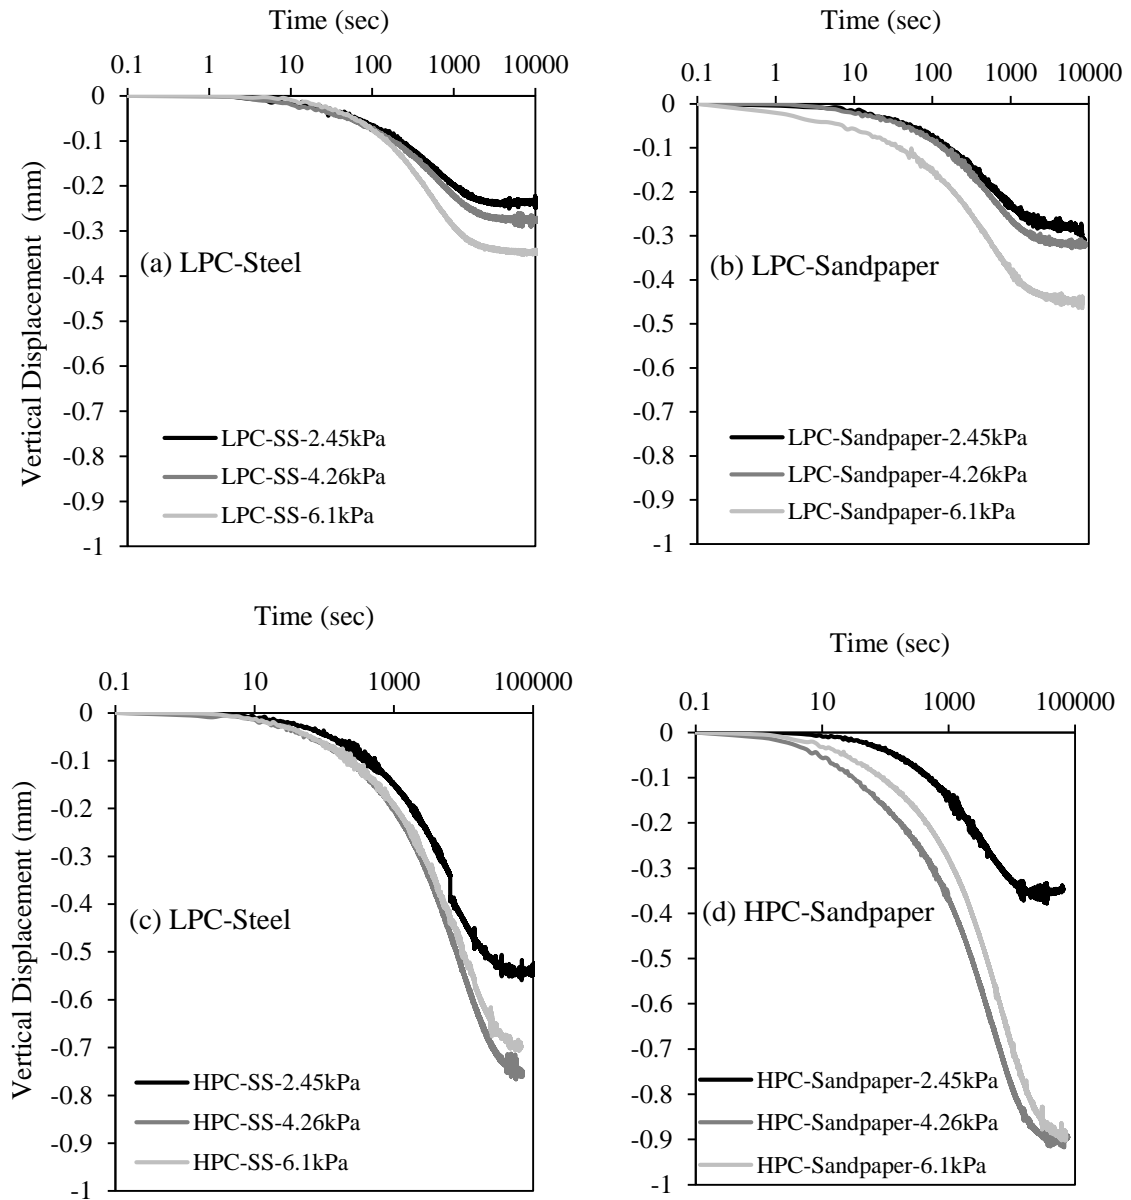 Time (sec)
0.1 1 10 100 1000 10000
0
-0.1
-0.2
-0.3
-0.4
-0.5
-0.6
-0.7
-0.8
-0.9
-1
Vertical Displacement (mm)
(a) LPC-Steel
LPC-SS-2.45kPa
LPC-SS-4.26kPa
LPC-SS-6.1kPa
Time (sec)
0.1 1 10 100 1000 10000
0
-0.1
-0.2
-0.3
-0.4
-0.5
-0.6
-0.7
-0.8
-0.9
-1
(b) LPC-Sandpaper
LPC-Sandpaper-2.45kPa
LPC-Sandpaper-4.26kPa
LPC-Sandpaper-6.1kPa
Time (sec)
0.1 10 1000 100000
0
-0.1
-0.2
-0.3
-0.4
-0.5
-0.6
-0.7
-0.8
-0.9
-1
Vertical Displacement (mm)
(c) LPC-Steel
HPC-SS-2.45kPa
HPC-SS-4.26kPa
HPC-SS-6.1kPa
Time (sec)
0.1 10 1000 100000
0
-0.1
-0.2
-0.3
-0.4
-0.5
-0.6
-0.7
-0.8
-0.9
-1
(d) HPC-Sandpaper
HPC-Sandpaper-2.45kPa
HPC-Sandpaper-4.26kPa
HPC-Sandpaper-6.1kPa